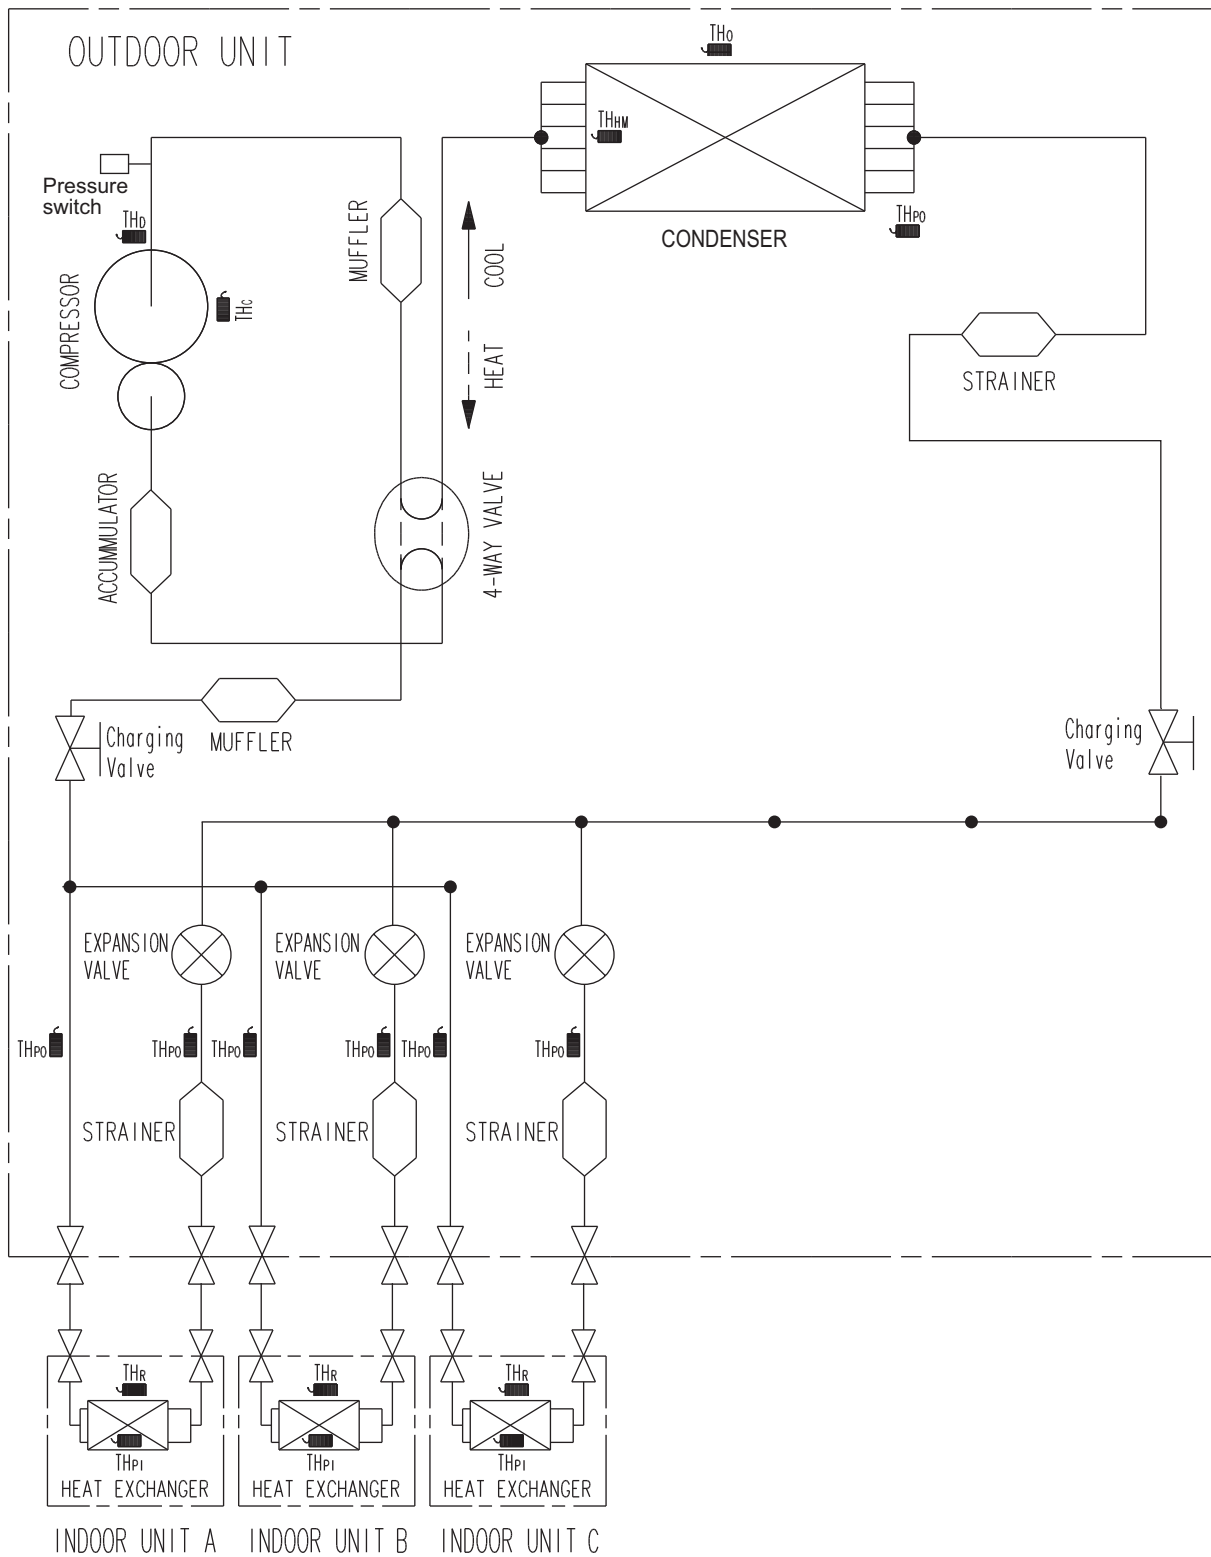 OUTDOOR UNIT
THO
THHM
Pressure
switch
THD
MUFFLER
COOL
THPO
CONDENSER
COMPRESSOR
THC
HEAT
STRAINER
ACCUMMULATOR
4-WAY VALVE
MUFFLER
Charging
Valve
Charging
Valve
EXPANSION
VALVE
EXPANSION
VALVE
EXPANSION
VALVE
THPO
THPO
THPO
THPO
THPO
THPO
STRAINER
STRAINER
STRAINER
THR
THR
THR
THPI
THPI
THPI
HEAT EXCHANGER
HEAT EXCHANGER
HEAT EXCHANGER
INDOOR UNIT A
INDOOR UNIT B
INDOOR UNIT C